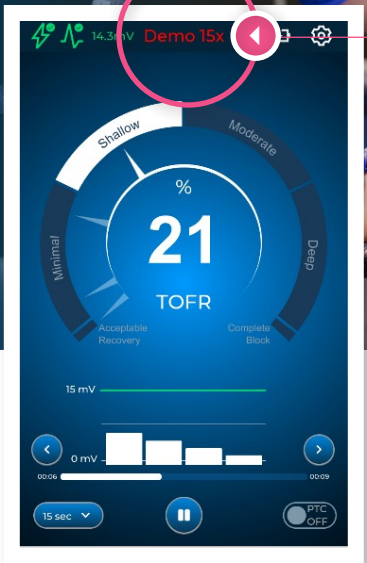 14.3mV Demo 15x
Shallow
Moderate
Minimal
Deep
%
21
TOFR
Acceptable
Recovery
Complete
Block
15 mV
0 mV
00:06
00:09
15 sec
PTC
OFF